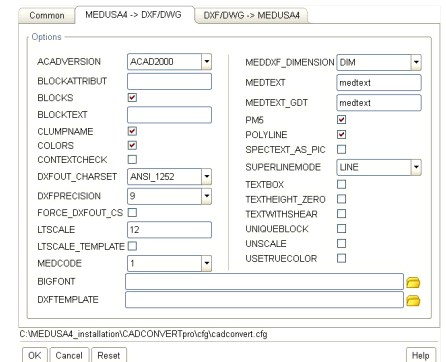 Common MEDUSA4 -> DXF/DWG DXF/DWG -> MEDUSA4
Options
ACADVERSION ACAD2000
BLOCKATTRIBUT
BLOCKS
BLOCKTEXT
CLUMPNAME
COLORS
CONTEXTCHECK
DXFOUT_CHARSET ANSI_1252
DXFPRECISION 9
FORCE_DXFOUT_CS
LTSCALE 12
LTSCALE_TEMPLATE
MEDCODE 1
MEDDXF_DIMENSION DIM
MEDTEXT medtext
MEDTEXT_GDT medtext
PM5
POLYLINE
SPECTEXT_AS_PIC
SUPERLINEMODE LINE
TEXTBOX
TEXTHEIGHT_ZERO
TEXTWITHSHEAR
UNIQUEBLOCK
UNSCALE
USETRUECOLOR
BIGFONT
DXFTEMPLATE
C:\MEDUSA4_installation\CADCONVERTpro\cfg\cadconvert.cfg
OK Cancel Reset Help